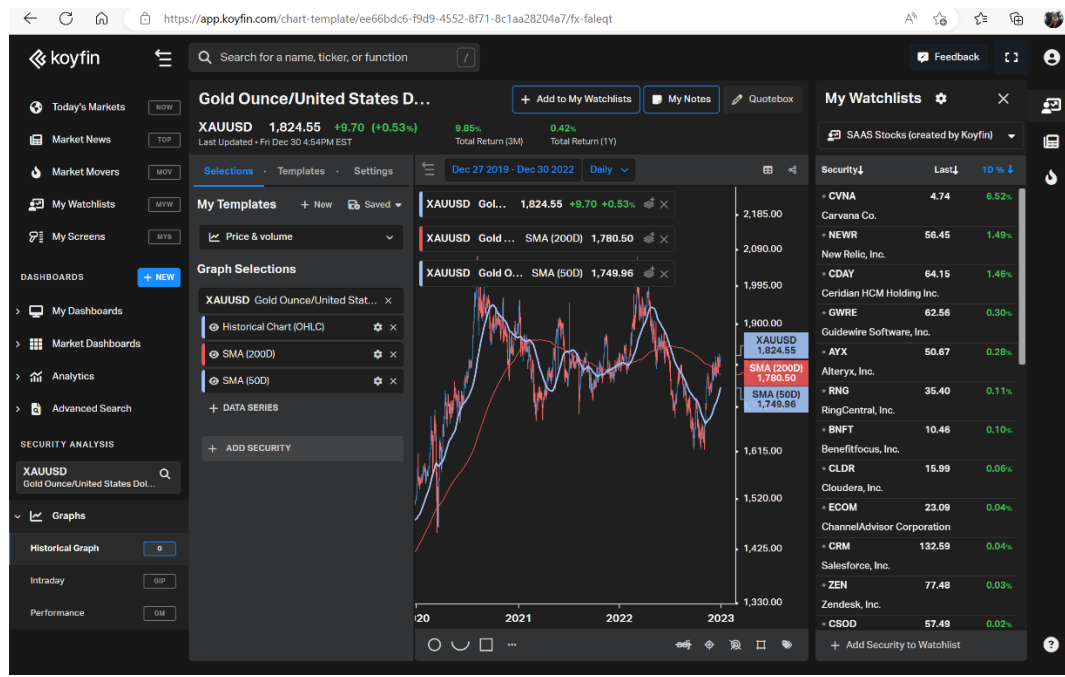 https://app.koyfin.com/chart-template/ee66bdc6-f9d9-4552-8f71-8c1aa28204a7/fx-faleqt
koyfin
Search for a name, ticker, or function /
Feedback
Today's Markets NOW
Market News TOP
Market Movers MOV
My Watchlists MYW
My Screens MYS
DASHBOARDS + NEW
My Dashboards
Market Dashboards
Analytics
Advanced Search
SECURITY ANALYSIS
XAUUSD
Gold Ounce/United States Dol...
Graphs
Historical Graph G
Intraday GIP
Performance GM
Gold Ounce/United States D...
+ Add to My Watchlists
My Notes
Quotebox
XAUUSD 1,824.55 +9.70 (+0.53%)
Last Updated • Fri Dec 30 4:54PM EST
9.85% 0.42%
Total Return (3M) Total Return (1Y)
Selections · Templates · Settings
My Templates + New Saved
Price & volume
Graph Selections
XAUUSD Gold Ounce/United Stat... ×
Historical Chart (OHLC) ×
SMA (200D) ×
SMA (50D) ×
+ DATA SERIES
+ ADD SECURITY
Dec 27 2019 - Dec 30 2022 Daily
XAUUSD Gol... 1,824.55 +9.70 +0.53% ×
XAUUSD Gold ... SMA (200D) 1,780.50 ×
XAUUSD Gold O... SMA (50D) 1,749.96 ×
2,185.00
2,090.00
1,995.00
1,900.00
XAUUSD
1,824.55
SMA (200D)
1,780.50
SMA (50D)
1,749.96
1,615.00
1,520.00
1,425.00
1,330.00
20 2021 2022 2023
adj
My Watchlists ×
SAAS Stocks (created by Koyfin)
Security↓ Last↓ 1D % ↓
CVNA 4.74 6.52%
Carvana Co.
NEWR 56.45 1.49%
New Relic, Inc.
CDAY 64.15 1.46%
Ceridian HCM Holding Inc.
GWRE 62.56 0.30%
Guidewire Software, Inc.
AYX 50.67 0.28%
Alteryx, Inc.
RNG 35.40 0.11%
RingCentral, Inc.
BNFT 10.46 0.10%
Benefitfocus, Inc.
CLDR 15.99 0.06%
Cloudera, Inc.
ECOM 23.09 0.04%
ChannelAdvisor Corporation
CRM 132.59 0.04%
Salesforce, Inc.
ZEN 77.48 0.03%
Zendesk, Inc.
CSOD 57.49 0.02%
+ Add Security to Watchlist
?